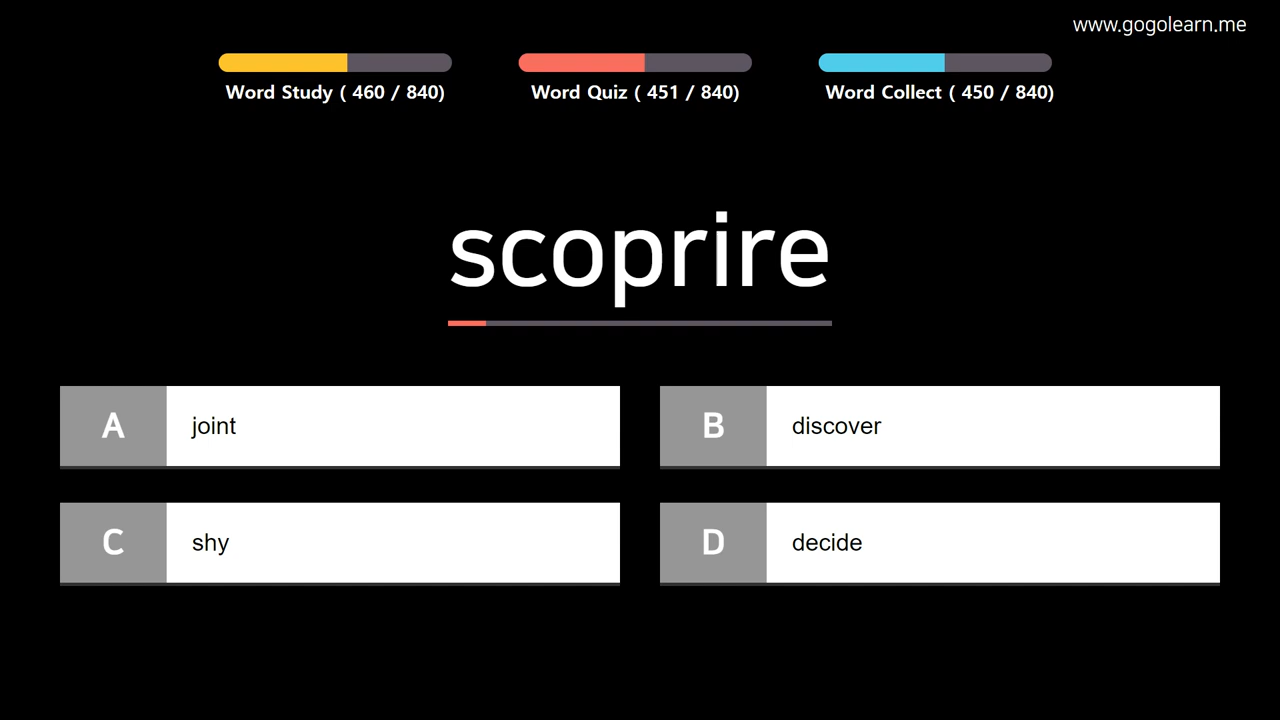 www.gogolearn.me
Word Study ( 460 / 840)
Word Quiz ( 451 / 840)
Word Collect ( 450 / 840)
scoprire
A joint
B discover
C shy
D decide